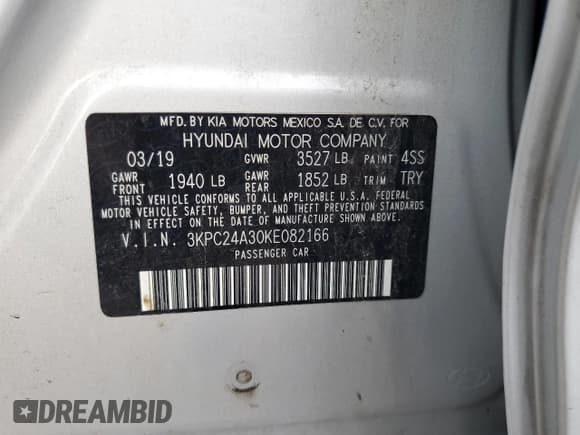 MFD. BY KIA MOTORS MEXICO S.A. DE C.V. FOR
HYUNDAI MOTOR COMPANY
03/19 GVWR 3527 LB PAINT 4SS
GAWR FRONT 1940 LB GAWR REAR 1852 LB TRIM TRY
THIS VEHICLE CONFORMS TO ALL APPLICABLE U.S.A. FEDERAL
MOTOR VEHICLE SAFETY, BUMPER, AND THEFT PREVENTION STANDARDS
IN EFFECT ON THE DATE OF MANUFACTURE SHOWN ABOVE.
V.I.N. 3KPC24A30KE082166
PASSENGER CAR
#DREAMBID